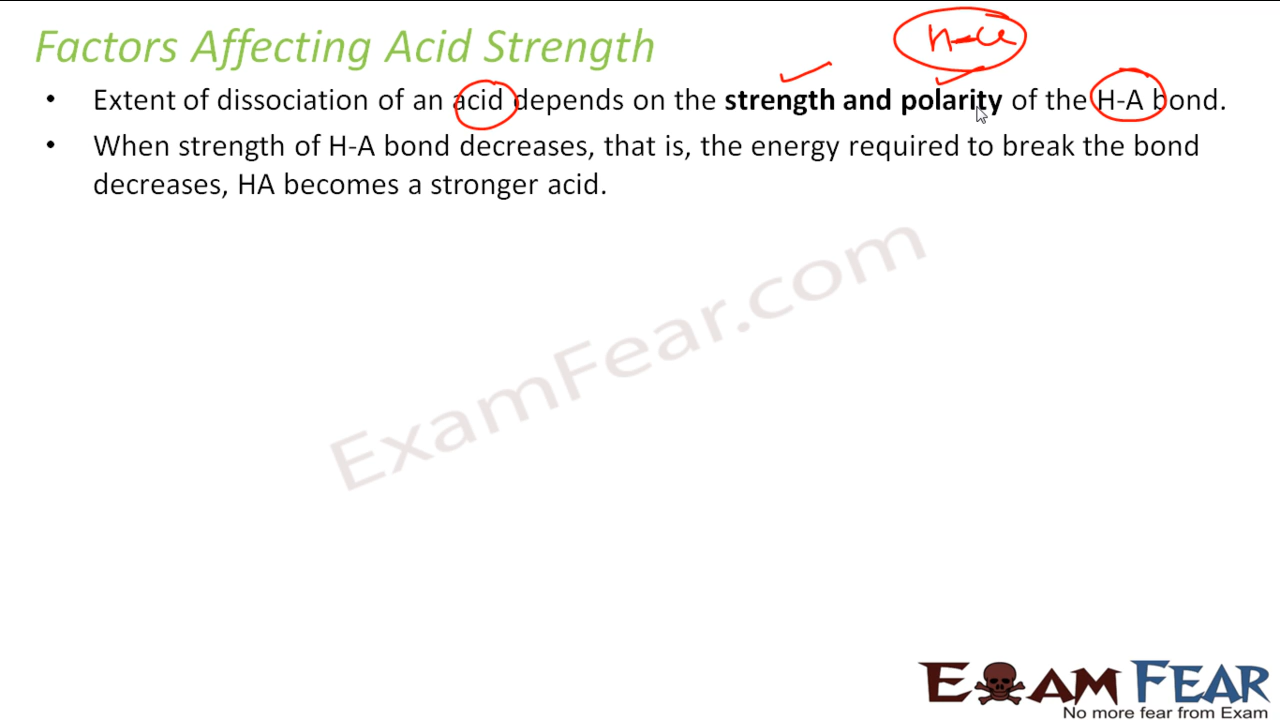 Factors Affecting Acid Strength
H-Cl
• Extent of dissociation of an acid depends on the strength and polarity of the H-A bond.
• When strength of H-A bond decreases, that is, the energy required to break the bond
decreases, HA becomes a stronger acid.
ExamFear.com
EXAM FEAR
No more fear from Exam